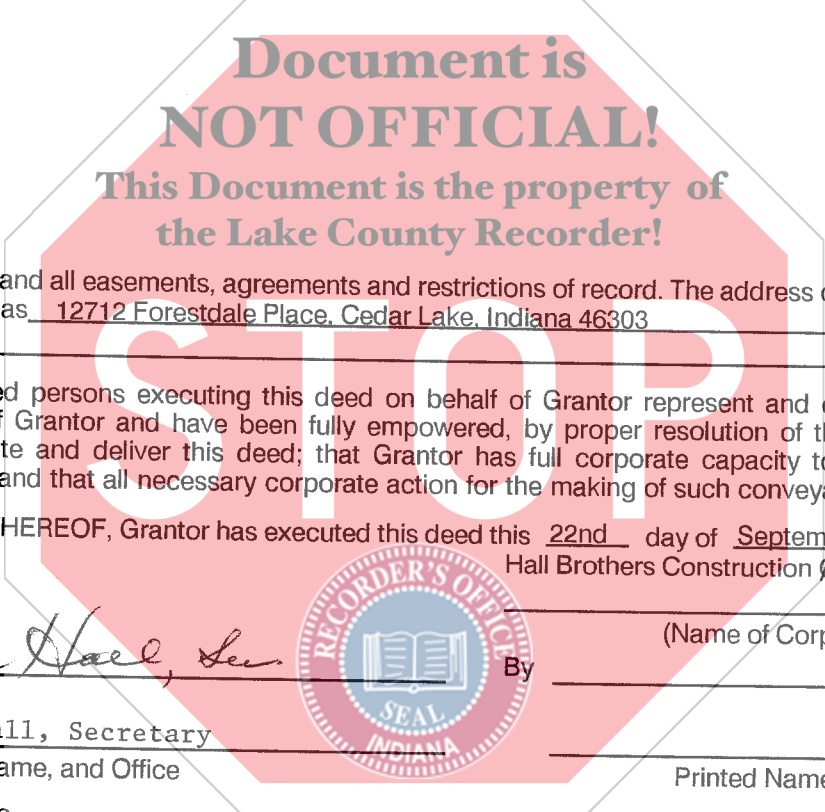 Document is
NOT OFFICIAL!
This Document is the property of
the Lake County Recorder!
and all easements, agreements and restrictions of record. The address
as 12712 Forestdale Place, Cedar Lake, Indiana 46303
STOP
ed persons executing this deed on behalf of Grantor represent and
f Grantor and have been fully empowered, by proper resolution of th
te and deliver this deed; that Grantor has full corporate capacity to
and that all necessary corporate action for the making of such conveya
HEREOF, Grantor has executed this deed this 22nd day of Septem
Hall Brothers Construction
RECORDER'S OFFICE
(Name of Corp
Hall, Sec.
By
SEAL
INDIANA
all, Secretary
ame, and Office
Printed Name